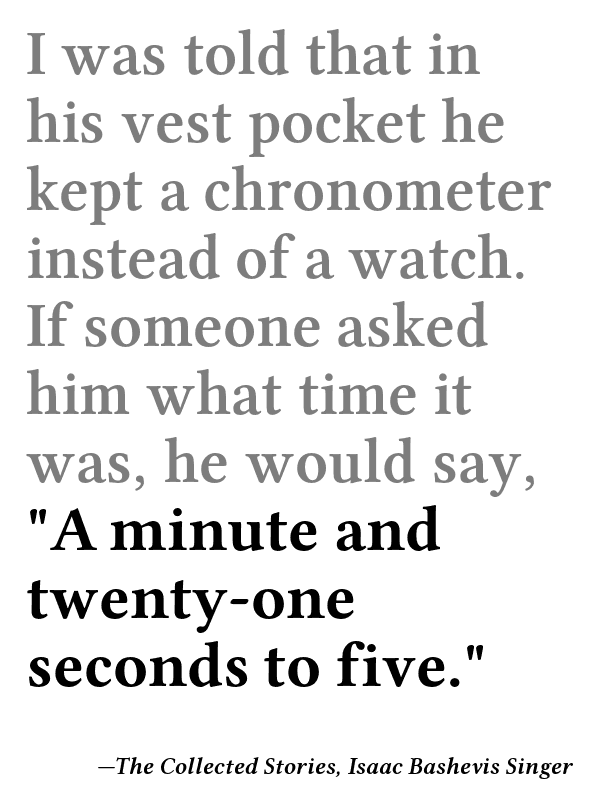 I was told that in
his vest pocket he
kept a chronometer
instead of a watch.
If someone asked
him what time it
was, he would say,
"A minute and
twenty-one
seconds to five."
—The Collected Stories, Isaac Bashevis Singer